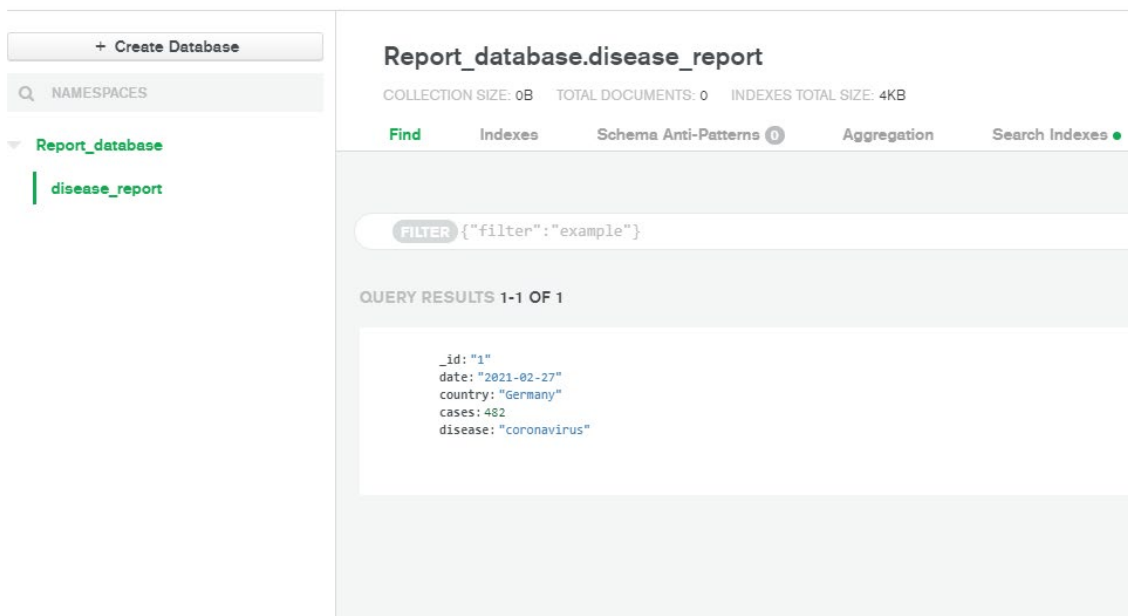 + Create Database
NAMESPACES
Report_database
disease_report
Report_database.disease_report
COLLECTION SIZE: 0B TOTAL DOCUMENTS: 0 INDEXES TOTAL SIZE: 4KB
Find Indexes Schema Anti-Patterns 0 Aggregation Search Indexes
FILTER {"filter":"example"}
QUERY RESULTS 1-1 OF 1
_id: "1"
date: "2021-02-27"
country: "Germany"
cases: 482
disease: "coronavirus"